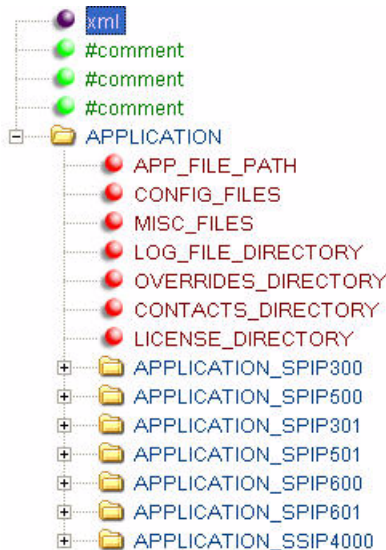 xml
#comment
#comment
#comment
APPLICATION
APP_FILE_PATH
CONFIG_FILES
MISC_FILES
LOG_FILE_DIRECTORY
OVERRIDES_DIRECTORY
CONTACTS_DIRECTORY
LICENSE_DIRECTORY
APPLICATION_SPIP300
APPLICATION_SPIP500
APPLICATION_SPIP301
APPLICATION_SPIP501
APPLICATION_SPIP600
APPLICATION_SPIP601
APPLICATION_SSIP4000